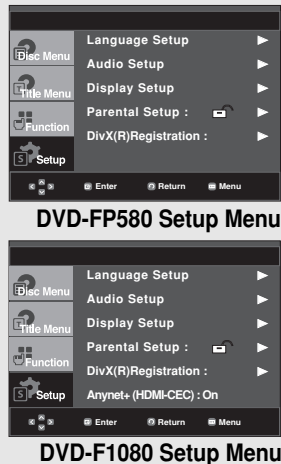 Disc Menu
Title Menu
Function
Setup
Language Setup
Audio Setup
Display Setup
Parental Setup :
DivX(R)Registration :
Enter Return Menu
DVD-FP580 Setup Menu
Disc Menu
Title Menu
Function
Setup
Language Setup
Audio Setup
Display Setup
Parental Setup :
DivX(R)Registration :
Anynet+ (HDMI-CEC) : On
Enter Return Menu
DVD-F1080 Setup Menu